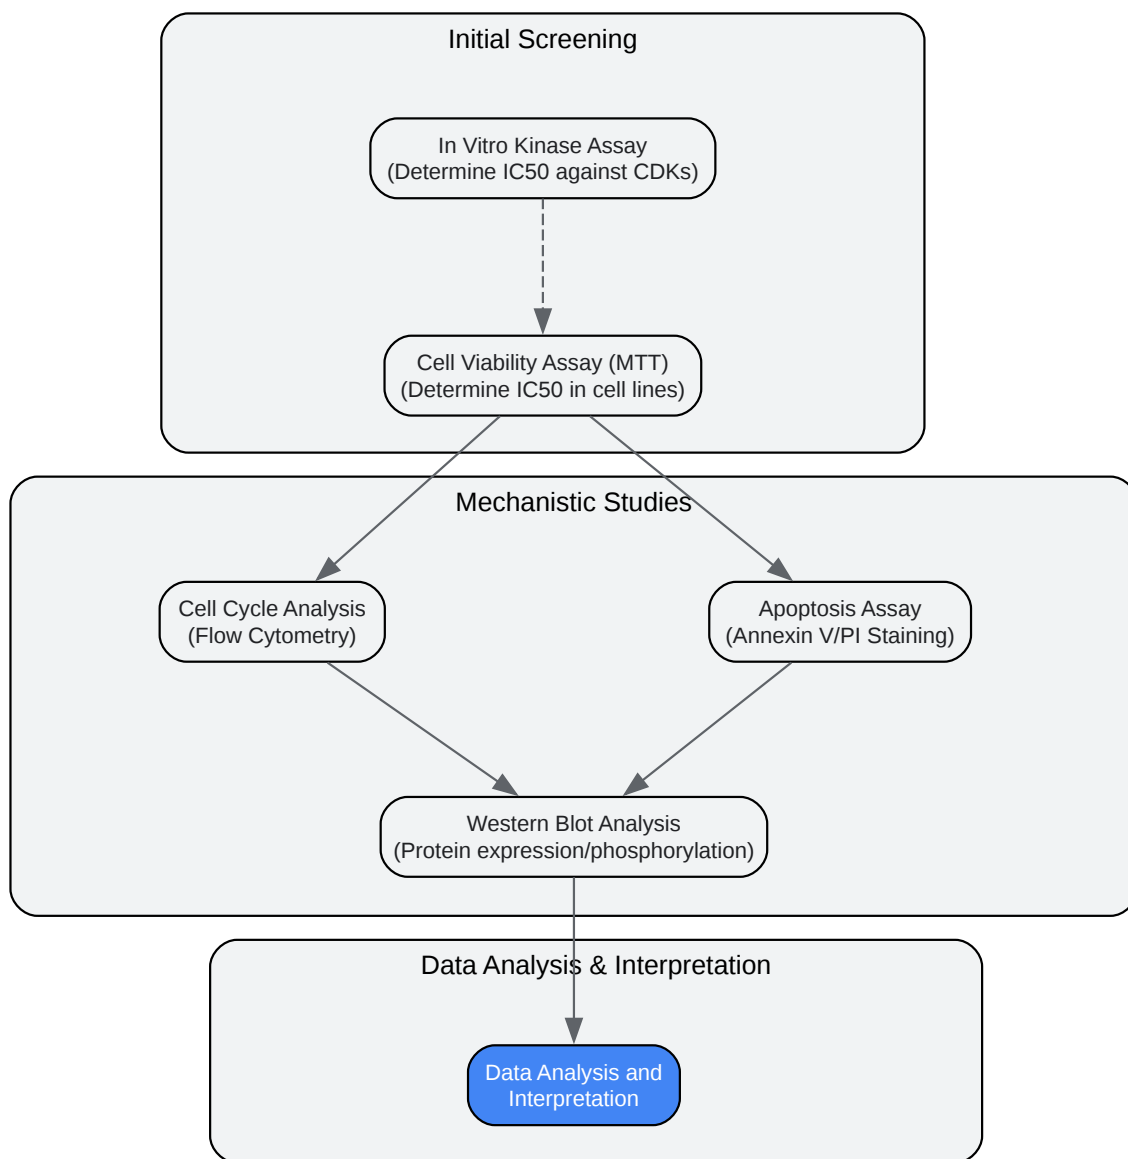 Initial Screening
In Vitro Kinase Assay
(Determine IC50 against CDKs)
Cell Viability Assay (MTT)
(Determine IC50 in cell lines)
Mechanistic Studies
Cell Cycle Analysis
(Flow Cytometry)
Apoptosis Assay
(Annexin V/PI Staining)
Western Blot Analysis
(Protein expression/phosphorylation)
Data Analysis & Interpretation
Data Analysis and
Interpretation